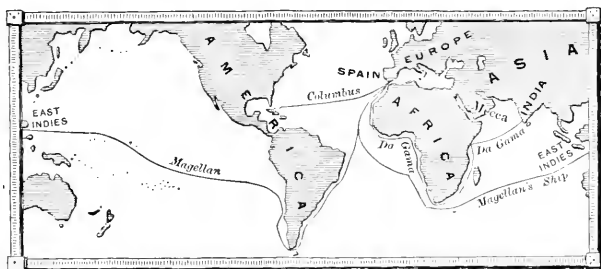 AMERICA
EUROPE
ASIA
SPAIN
Columbus
INDIA
Mecca
AFRICA
EAST
INDIES
Da Gama
Da Gama
EAST
INDIES
Magellan
Magellan's Ship